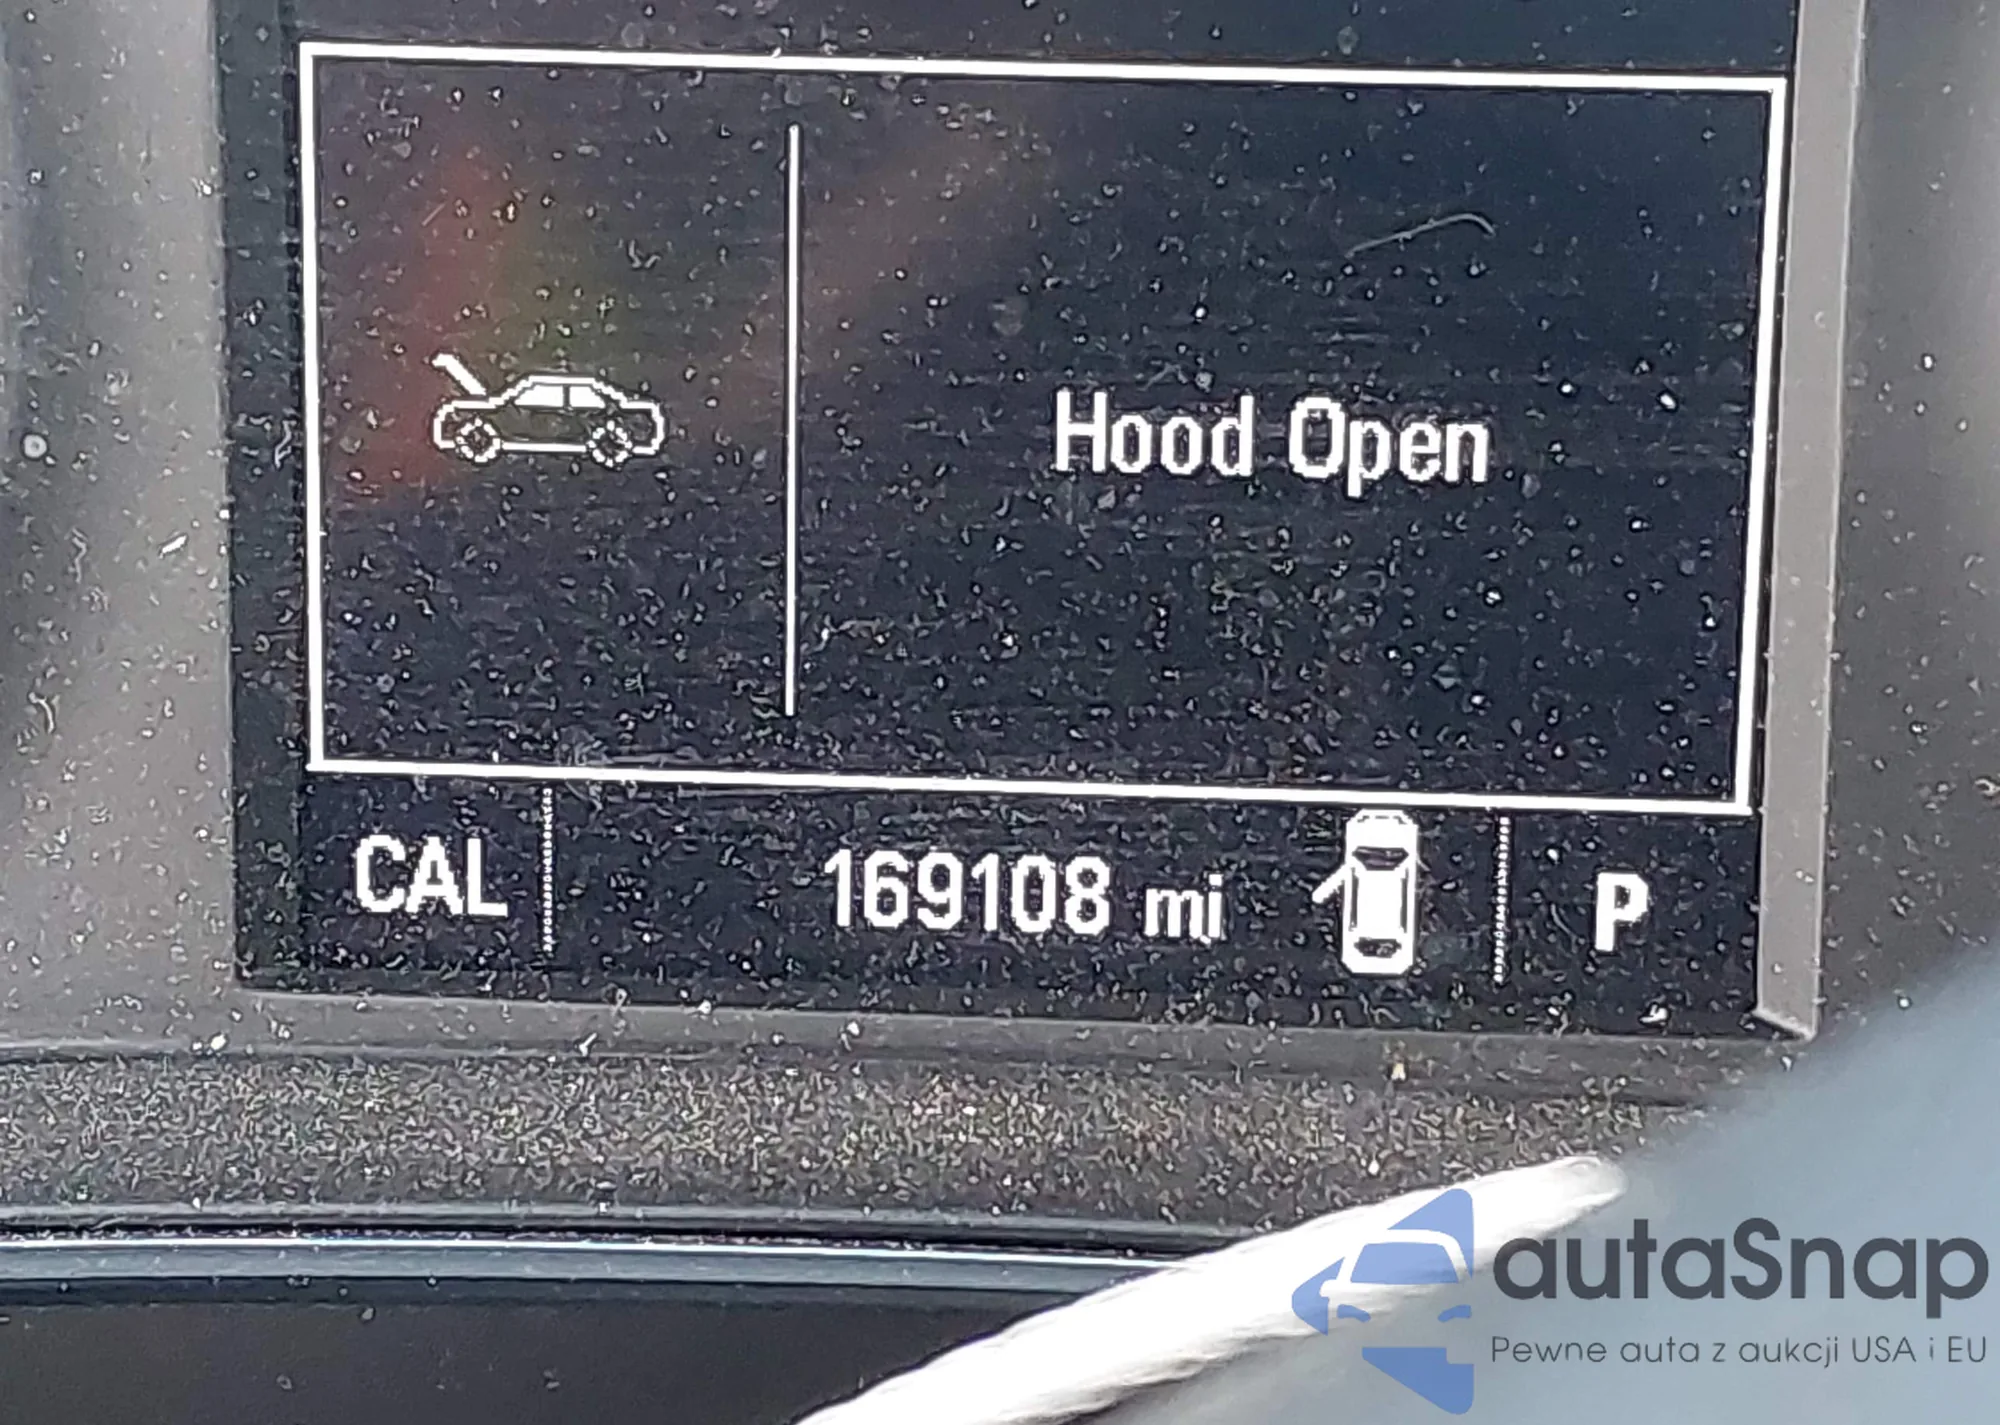 Hood Open
CAL
169108 mi
P
autaSnap
Pewne auta z aukcji USA i EU